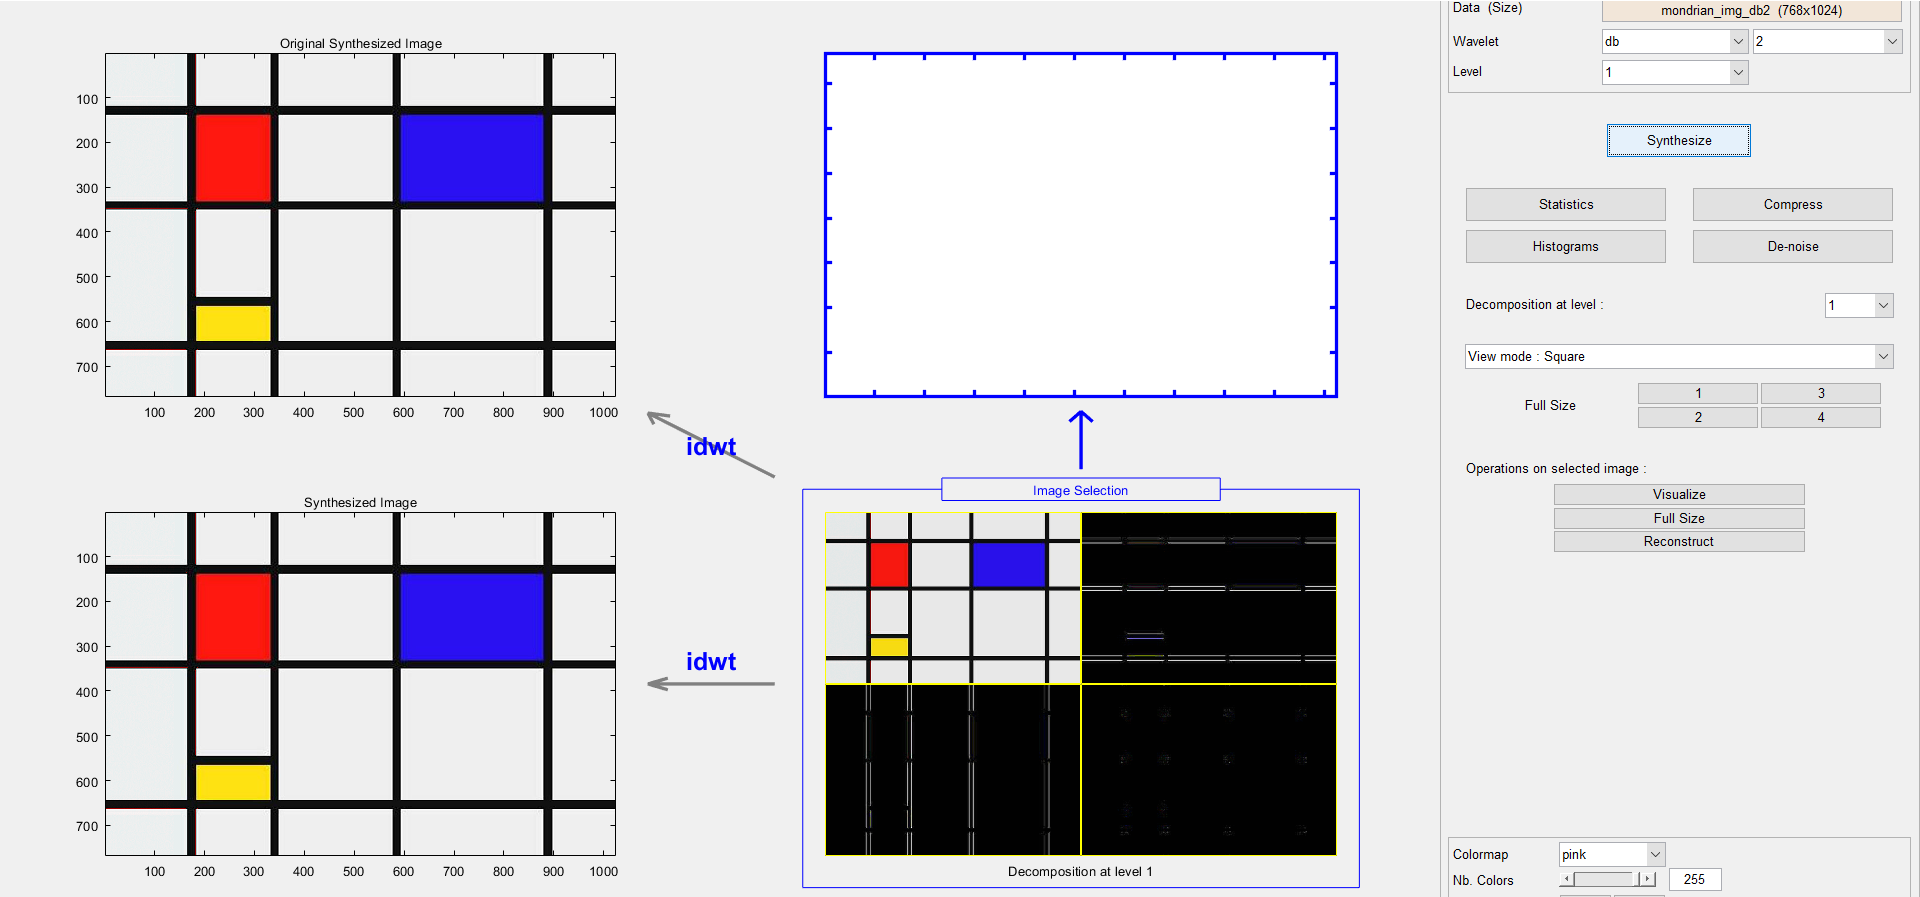 Original Synthesized Image
100
200
300
400
500
600
700
100 200 300 400 500 600 700 800 900 1000
idwt
Synthesized Image
100
200
300
400
500
600
700
100 200 300 400 500 600 700 800 900 1000
idwt
Image Selection
Decomposition at level 1
Data (Size) mondrian_img_db2 (768x1024)
Wavelet db 2
Level 1
Synthesize
Statistics Compress
Histograms De-noise
Decomposition at level : 1
View mode : Square
Full Size 1 3
2 4
Operations on selected image :
Visualize
Full Size
Reconstruct
Colormap pink
Nb. Colors 255